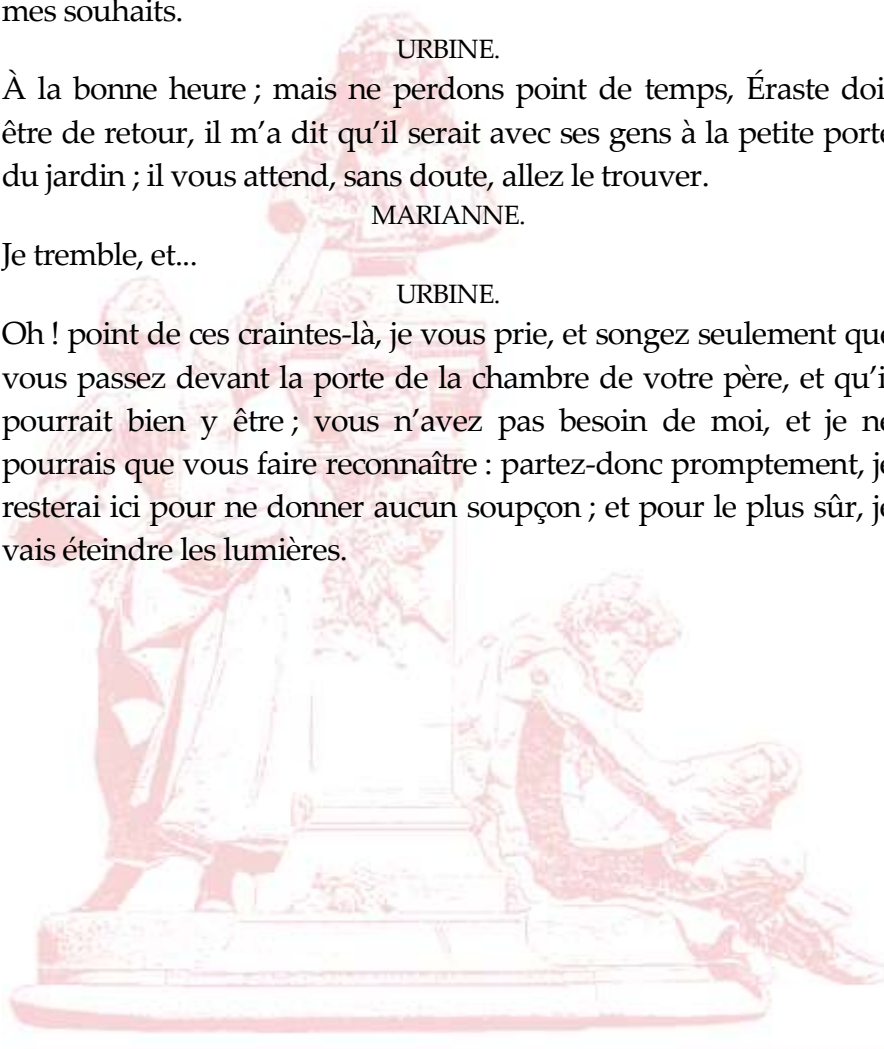 mes souhaits.
URBINE.
À la bonne heure ; mais ne perdons point de temps, Éraste doi
être de retour, il m’a dit qu’il serait avec ses gens à la petite porte
du jardin ; il vous attend, sans doute, allez le trouver.
MARIANNE.
Je tremble, et...
URBINE.
Oh ! point de ces craintes-là, je vous prie, et songez seulement que
vous passez devant la porte de la chambre de votre père, et qu’i
pourrait bien y être ; vous n’avez pas besoin de moi, et je ne
pourrais que vous faire reconnaître : partez-donc promptement, je
resterai ici pour ne donner aucun soupçon ; et pour le plus sûr, je
vais éteindre les lumières.